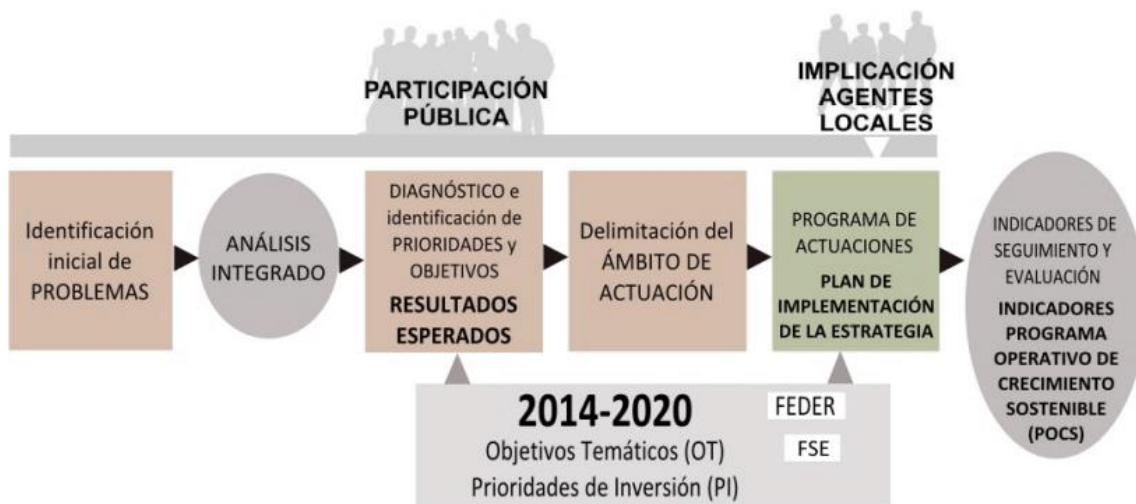 PARTICIPACIÓN
PÚBLICA
IMPLICACIÓN
AGENTES
LOCALES
Identificación
inicial de
PROBLEMAS
ANÁLISIS
INTEGRADO
DIAGNÓSTICO e
identificación de
PRIORIDADES y
OBJETIVOS
RESULTADOS
ESPERADOS
Delimitación del
ÁMBITO DE
ACTUACIÓN
PROGRAMA DE
ACTUACIONES
PLAN DE
IMPLEMENTACIÓN
DE LA ESTRATEGIA
INDICADORES DE
SEGUIMIENTO Y
EVALUACIÓN
INDICADORES
PROGRAMA
OPERATIVO DE
CRECIMIENTO
SOSTENIBLE
(POCS)
2014-2020
Objetivos Temáticos (OT)
Prioridades de Inversión (PI)
FEDER
FSE